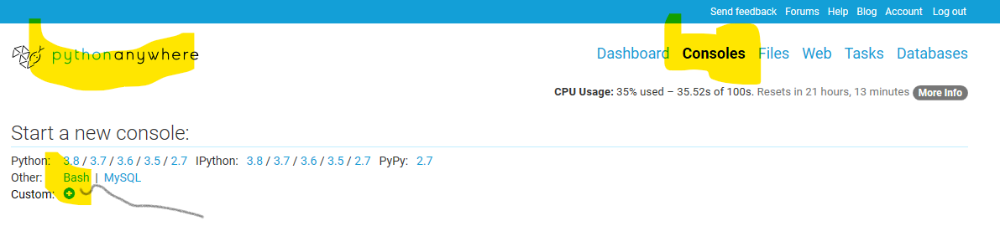 Send feedback Forums Help Blog Account Log out
pythonanywhere
Dashboard Consoles Files Web Tasks Databases
CPU Usage: 35% used – 35.52s of 100s. Resets in 21 hours, 13 minutes More Info
Start a new console:
Python: 3.8 / 3.7 / 3.6 / 3.5 / 2.7 IPython: 3.8 / 3.7 / 3.6 / 3.5 / 2.7 PyPy: 2.7
Other: Bash | MySQL
Custom: